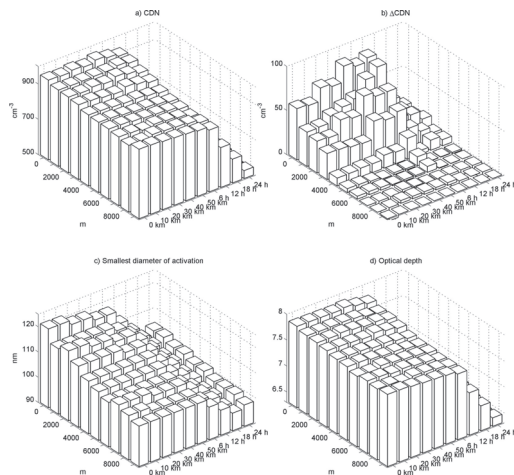 a) CDN
900
700
500
cm-3
0
2000
4000
6000
8000
m
0 km
10 km
20 km
30 km
40 km
50 km
6 h
12 h
18 h
24 h
b) ΔCDN
100
50
0
cm-3
0
2000
4000
6000
8000
m
0 km
10 km
20 km
30 km
40 km
50 km
6 h
12 h
18 h
24 h
c) Smallest diameter of activation
120
110
100
90
nm
0
2000
4000
6000
8000
m
0 km
10 km
20 km
30 km
40 km
50 km
6 h
12 h
18 h
24 h
d) Optical depth
8
7.5
7
6.5
0
2000
4000
6000
8000
m
0 km
10 km
20 km
30 km
40 km
50 km
6 h
12 h
18 h
24 h